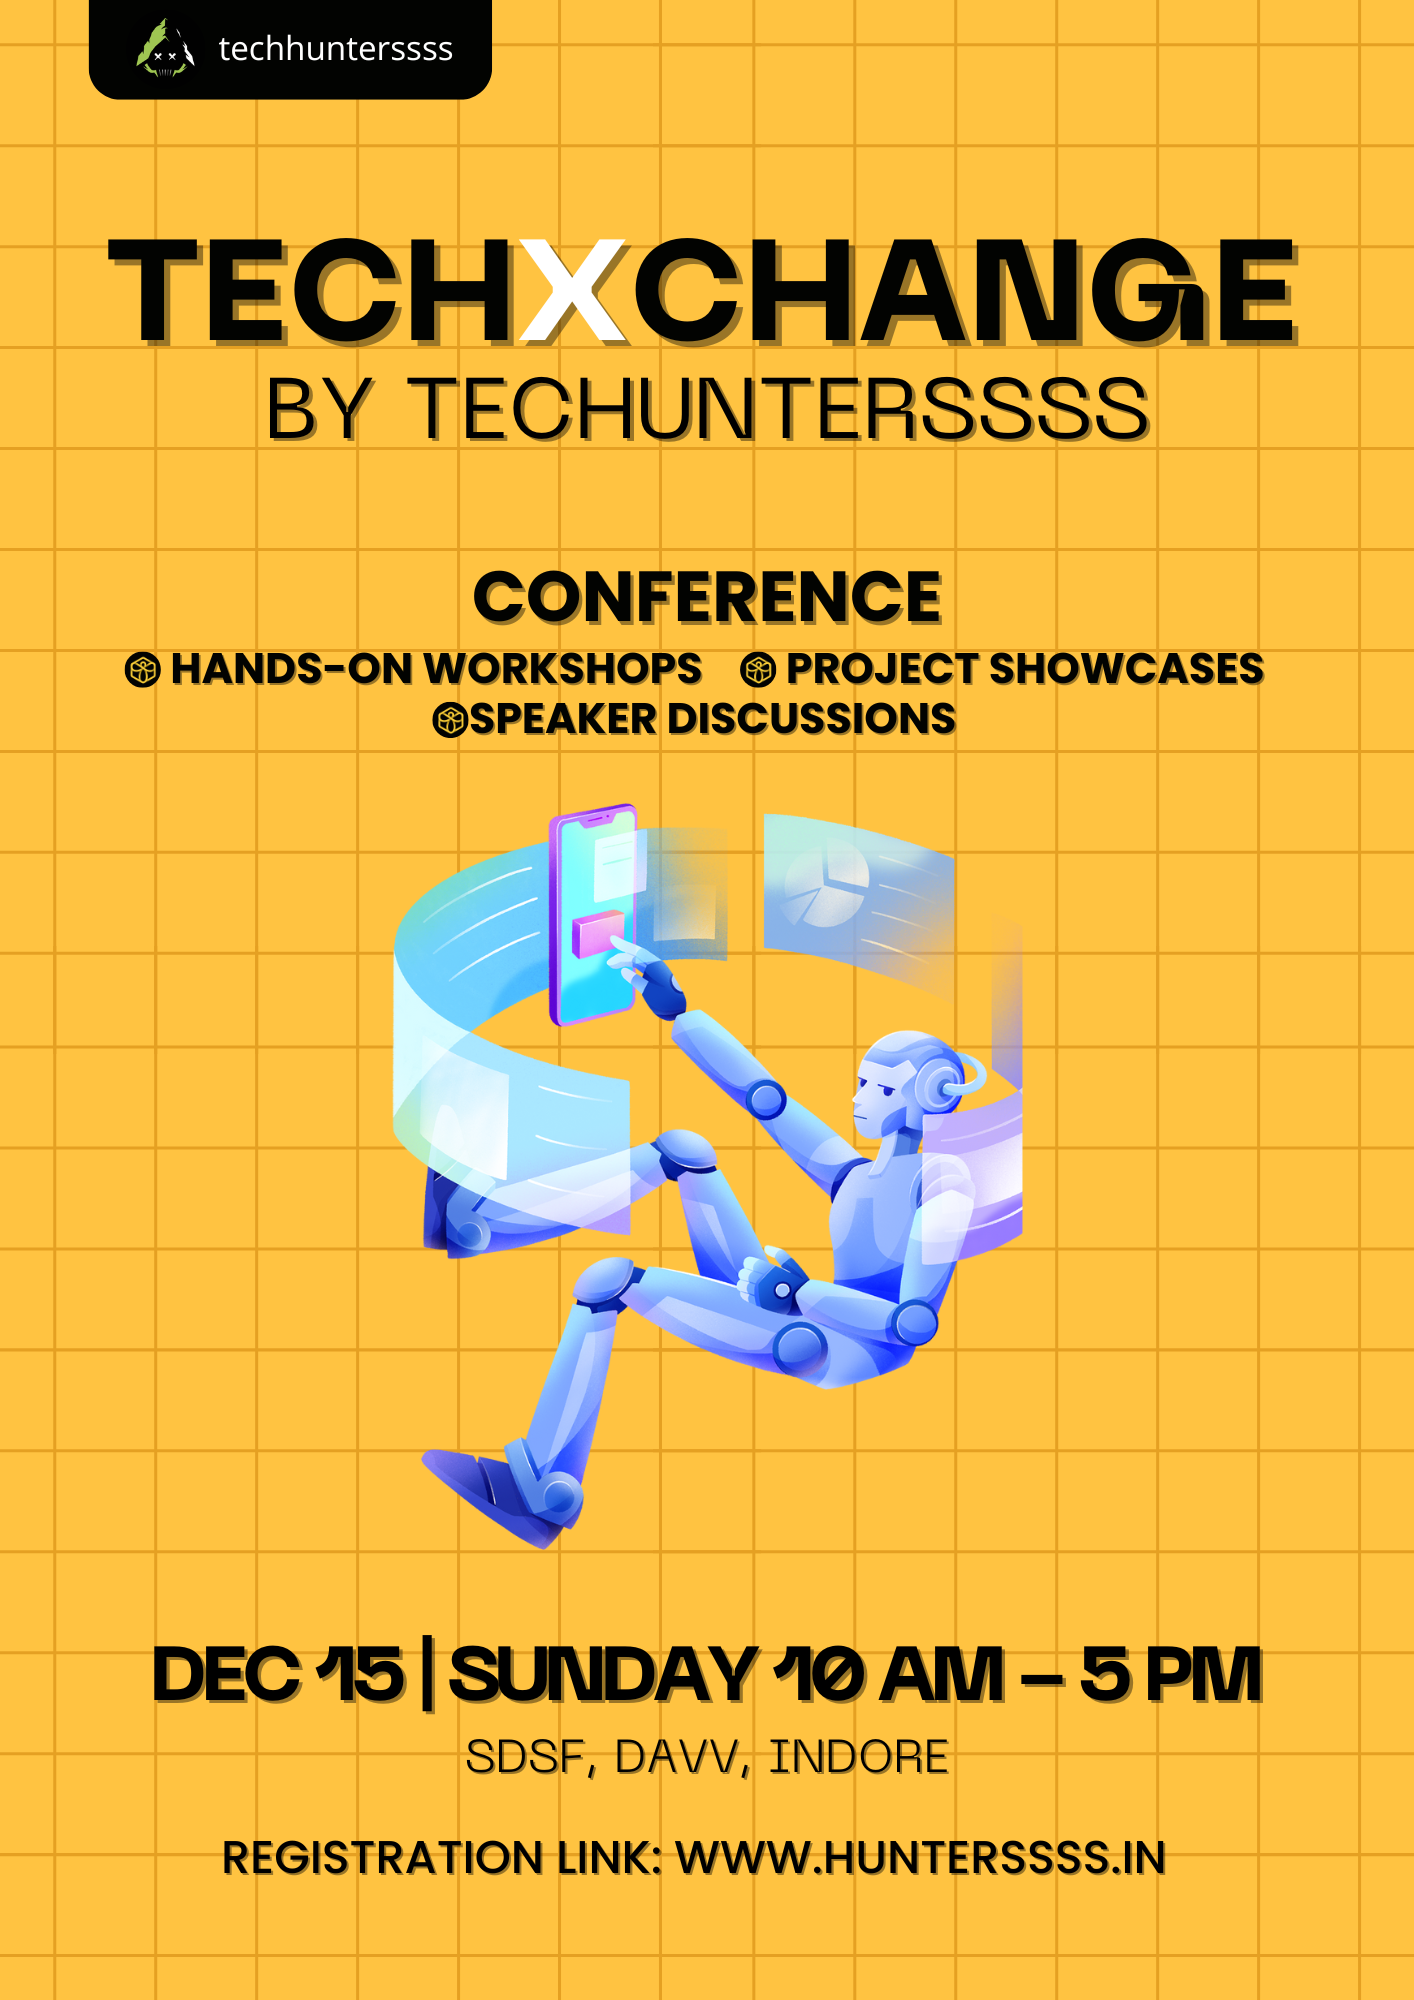 techhunterssss
TECHXCHANGE
BY TECHUNTERSSSS
CONFERENCE
HANDS-ON WORKSHOPS PROJECT SHOWCASES
SPEAKER DISCUSSIONS
DEC 15 | SUNDAY 10 AM – 5 PM
SDSF, DAVV, INDORE
REGISTRATION LINK: WWW.HUNTERSSSS.IN